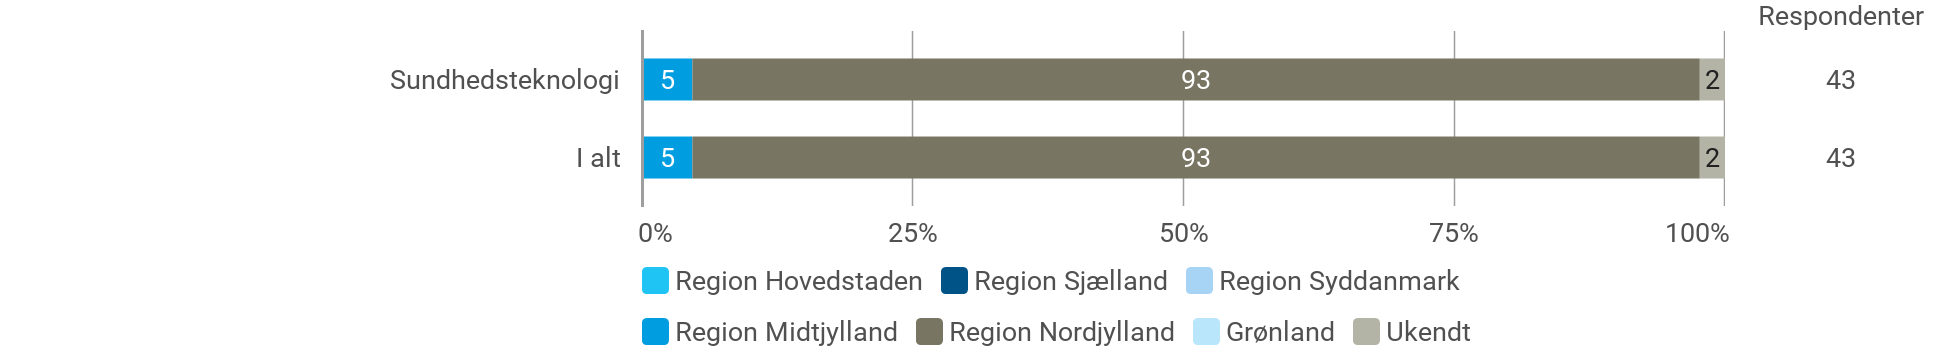 Respondenter
Sundhedsteknologi 5 93 2 43
I alt 5 93 2 43
0% 25% 50% 75% 100%
Region Hovedstaden Region Sjælland Region Syddanmark
Region Midtjylland Region Nordjylland Grønland Ukendt